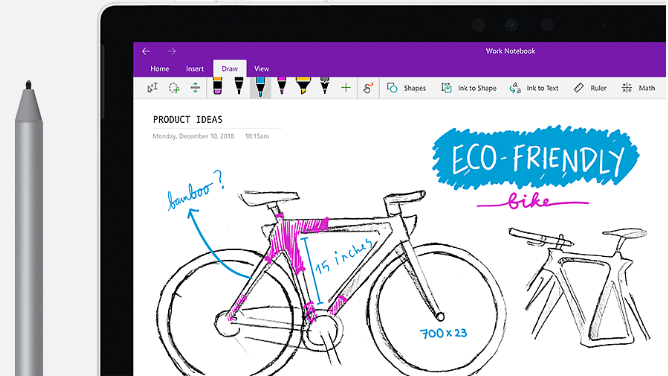 Work Notebook
Home Insert Draw View
Shapes Ink to Shape Ink to Text Ruler Math
PRODUCT IDEAS
Monday, December 10, 2018 10:15am
ECO-FRIENDLY
bike
bamboo?
15 inches
700 x 23